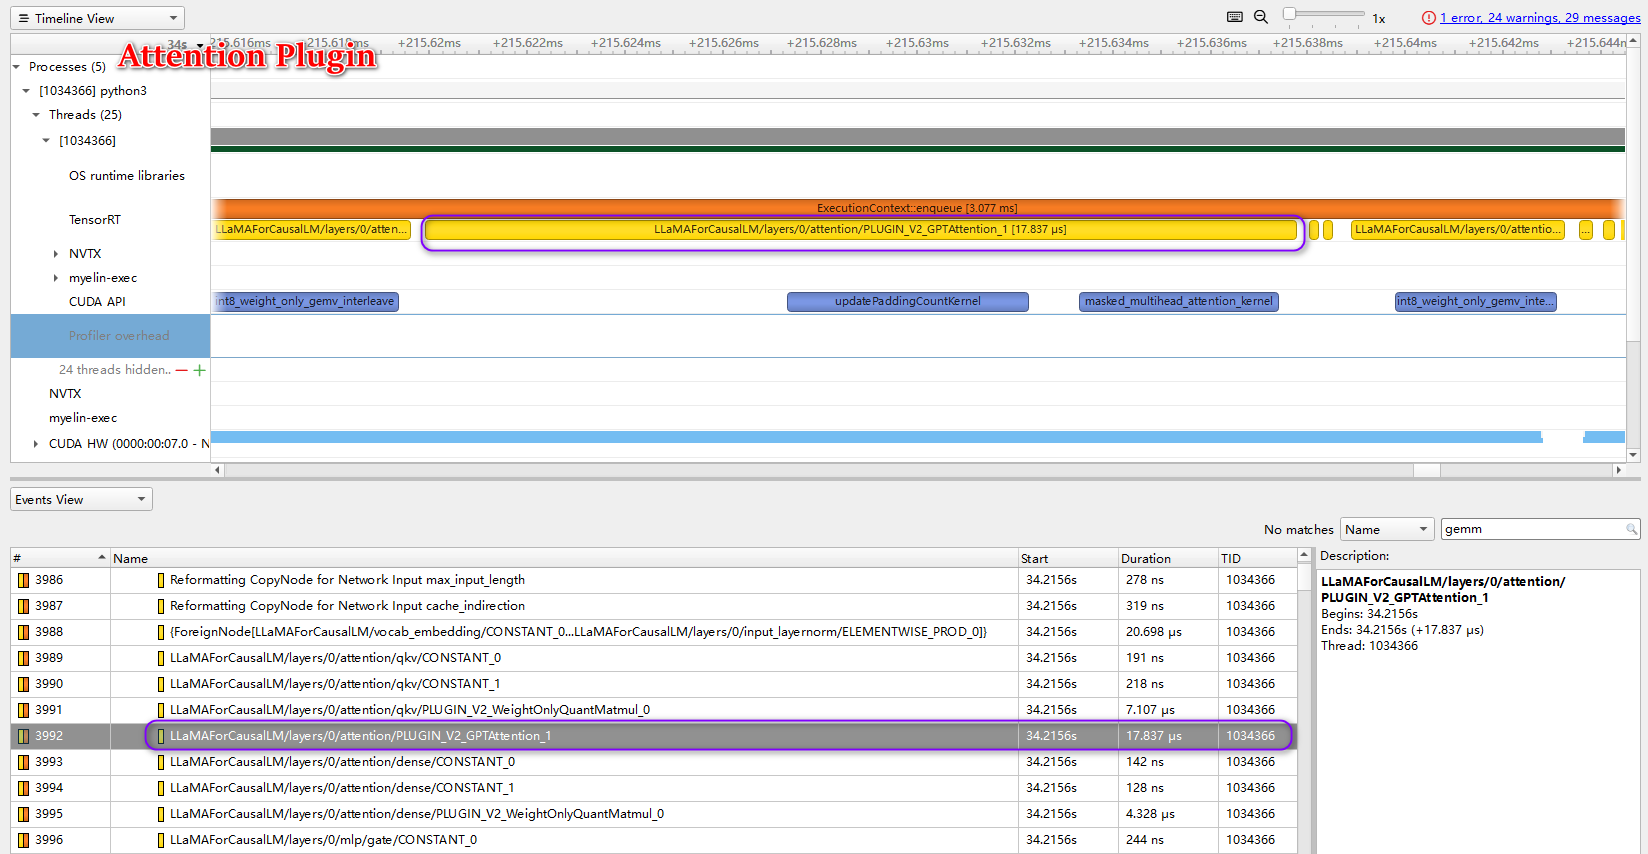 Timeline View
1x
1 error, 24 warnings, 29 messages
34s
+215.62ms
+215.622ms
+215.624ms
+215.626ms
+215.628ms
+215.63ms
+215.632ms
+215.634ms
+215.636ms
+215.638ms
+215.64ms
+215.642ms
Attention Plugin
Processes (5)
[1034366] python3
Threads (25)
[1034366]
OS runtime libraries
TensorRT
ExecutionContext::enqueue [3.077 ms]
LLaMAForCausalLM/layers/0/atten...
LLaMAForCausalLM/layers/0/attention/PLUGIN_V2_GPTAttention_1 [17.837 µs]
LLaMAForCausalLM/layers/0/attentio...
...
NVTX
myelin-exec
CUDA API
int8_weight_only_gemv_interleave
updatePaddingCountKernel
masked_multihead_attention_kernel
int8_weight_only_gemv_inte...
Profiler overhead
24 threads hidden..
NVTX
myelin-exec
CUDA HW (0000:00:07.0 - N
Events View
No matches
Name
gemm
# Name Start Duration TID
3986 Reformatting CopyNode for Network Input max_input_length 34.2156s 278 ns 1034366
3987 Reformatting CopyNode for Network Input cache_indirection 34.2156s 319 ns 1034366
3988 {ForeignNode[LLaMAForCausalLM/vocab_embedding/CONSTANT_0...LLaMAForCausalLM/layers/0/input_layernorm/ELEMENTWISE_PROD_0]} 34.2156s 20.698 µs 1034366
3989 LLaMAForCausalLM/layers/0/attention/qkv/CONSTANT_0 34.2156s 191 ns 1034366
3990 LLaMAForCausalLM/layers/0/attention/qkv/CONSTANT_1 34.2156s 218 ns 1034366
3991 LLaMAForCausalLM/layers/0/attention/qkv/PLUGIN_V2_WeightOnlyQuantMatmul_0 34.2156s 7.107 µs 1034366
3992 LLaMAForCausalLM/layers/0/attention/PLUGIN_V2_GPTAttention_1 34.2156s 17.837 µs 1034366
3993 LLaMAForCausalLM/layers/0/attention/dense/CONSTANT_0 34.2156s 142 ns 1034366
3994 LLaMAForCausalLM/layers/0/attention/dense/CONSTANT_1 34.2156s 128 ns 1034366
3995 LLaMAForCausalLM/layers/0/attention/dense/PLUGIN_V2_WeightOnlyQuantMatmul_0 34.2156s 4.328 µs 1034366
3996 LLaMAForCausalLM/layers/0/mlp/gate/CONSTANT_0 34.2156s 244 ns 1034366
Description:
LLaMAForCausalLM/layers/0/attention/
PLUGIN_V2_GPTAttention_1
Begins: 34.2156s
Ends: 34.2156s (+17.837 µs)
Thread: 1034366